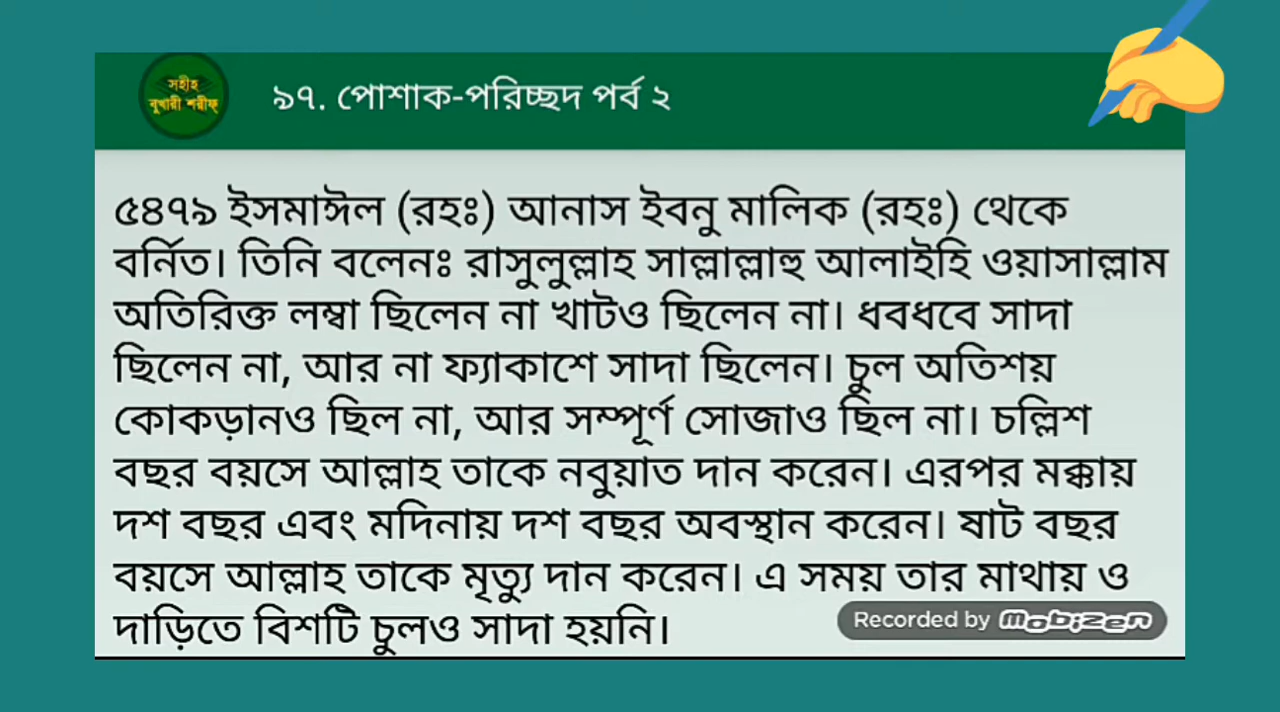 সহীহ
বুখারী শরীফ
৯৭. পোশাক-পরিচ্ছদ পর্ব ২
৫৪৭৯ ইসমাঈল (রহঃ) আনাস ইবনু মালিক (রহঃ) থেকে
বর্নিত। তিনি বলেনঃ রাসুলুল্লাহ সাল্লাল্লাহু আলাইহি ওয়াসাল্লাম
অতিরিক্ত লম্বা ছিলেন না খাটও ছিলেন না। ধবধবে সাদা
ছিলেন না, আর না ফ্যাকাশে সাদা ছিলেন। চুল অতিশয়
কোকড়ানও ছিল না, আর সম্পূর্ণ সোজাও ছিল না। চল্লিশ
বছর বয়সে আল্লাহ তাকে নবুয়াত দান করেন। এরপর মক্কায়
দশ বছর এবং মদিনায় দশ বছর অবস্থান করেন। ষাট বছর
বয়সে আল্লাহ তাকে মৃত্যু দান করেন। এ সময় তার মাথায় ও
দাড়িতে বিশটি চুলও সাদা হয়নি।
Recorded by mobizen